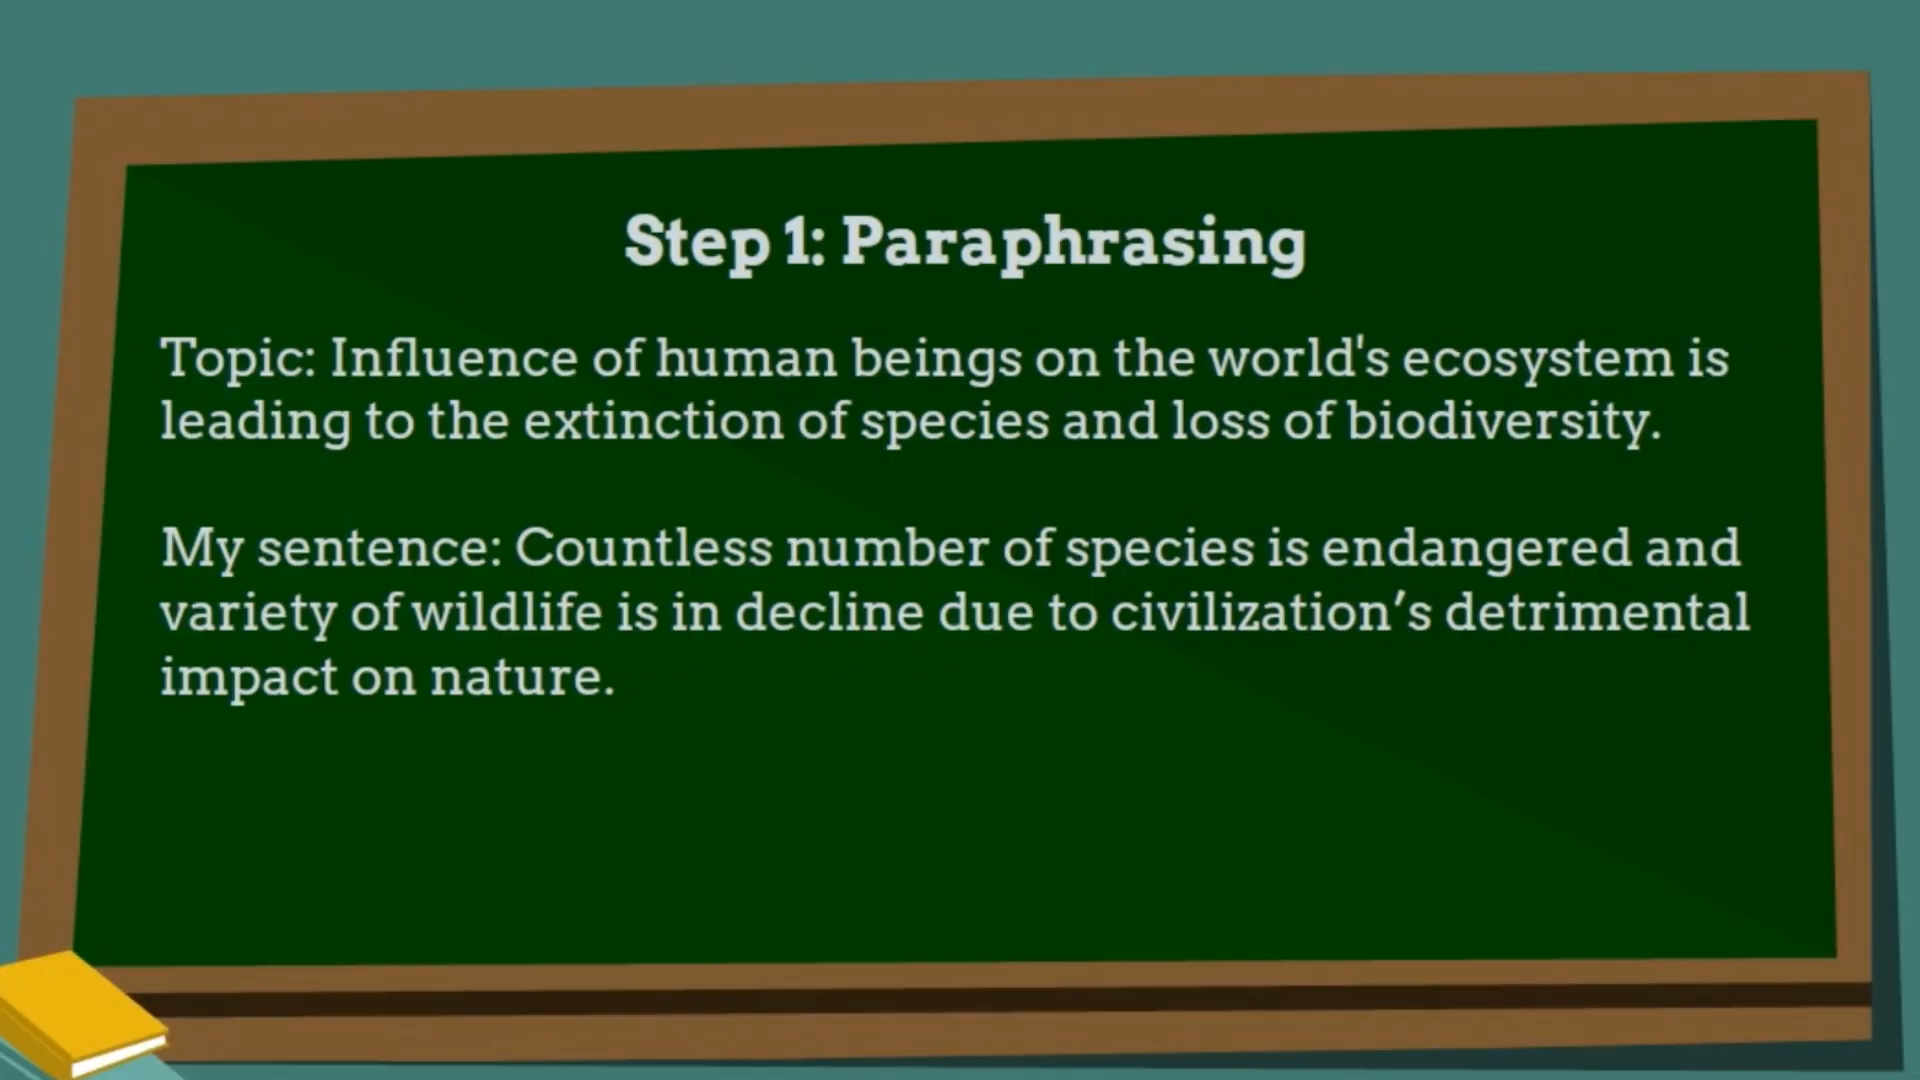 Step 1: Paraphrasing
Topic: Influence of human beings on the world's ecosystem is
leading to the extinction of species and loss of biodiversity.
My sentence: Countless number of species is endangered and
variety of wildlife is in decline due to civilization’s detrimental
impact on nature.